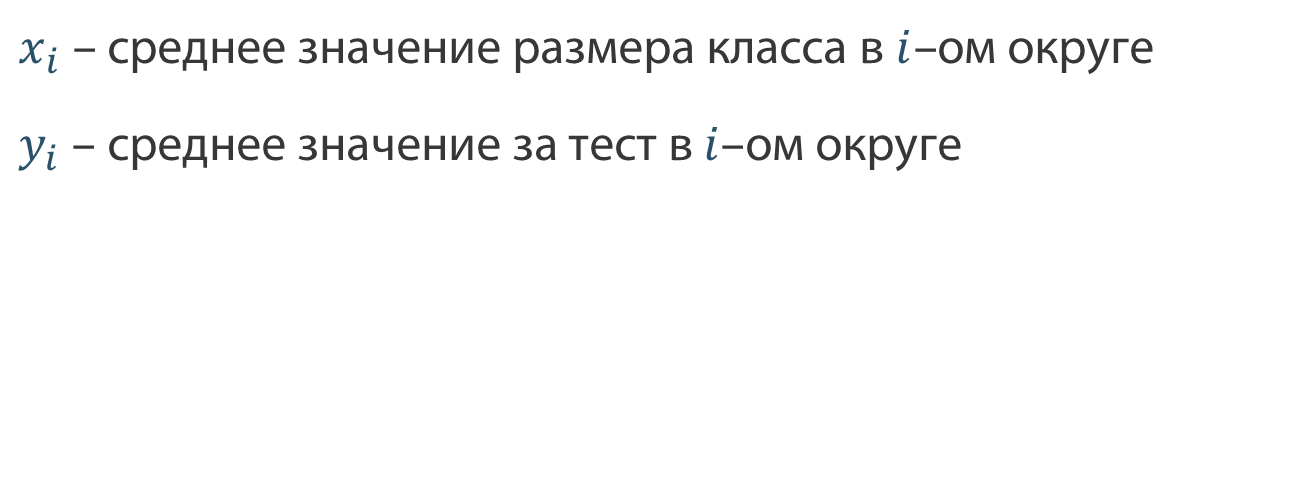 xᵢ – среднее значение размера класса в i–ом округе
yᵢ – среднее значение за тест в i–ом округе